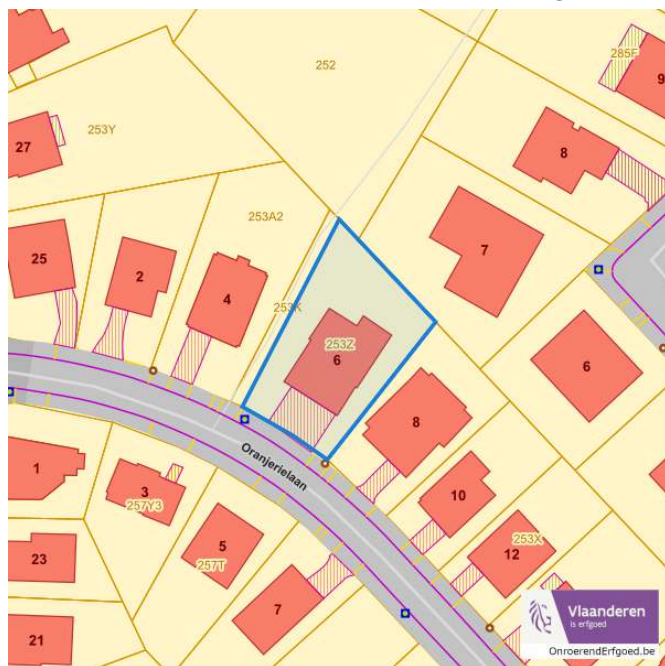 252
285F
9
253Y
27
8
253A2
7
25
2
4
253K
253Z
6
6
8
Oranjerielaan
1
3
257Y3
10
5
257T
253X
12
23
7
21
Vlaanderen
is erfgoed
OnroerendErfgoed.be